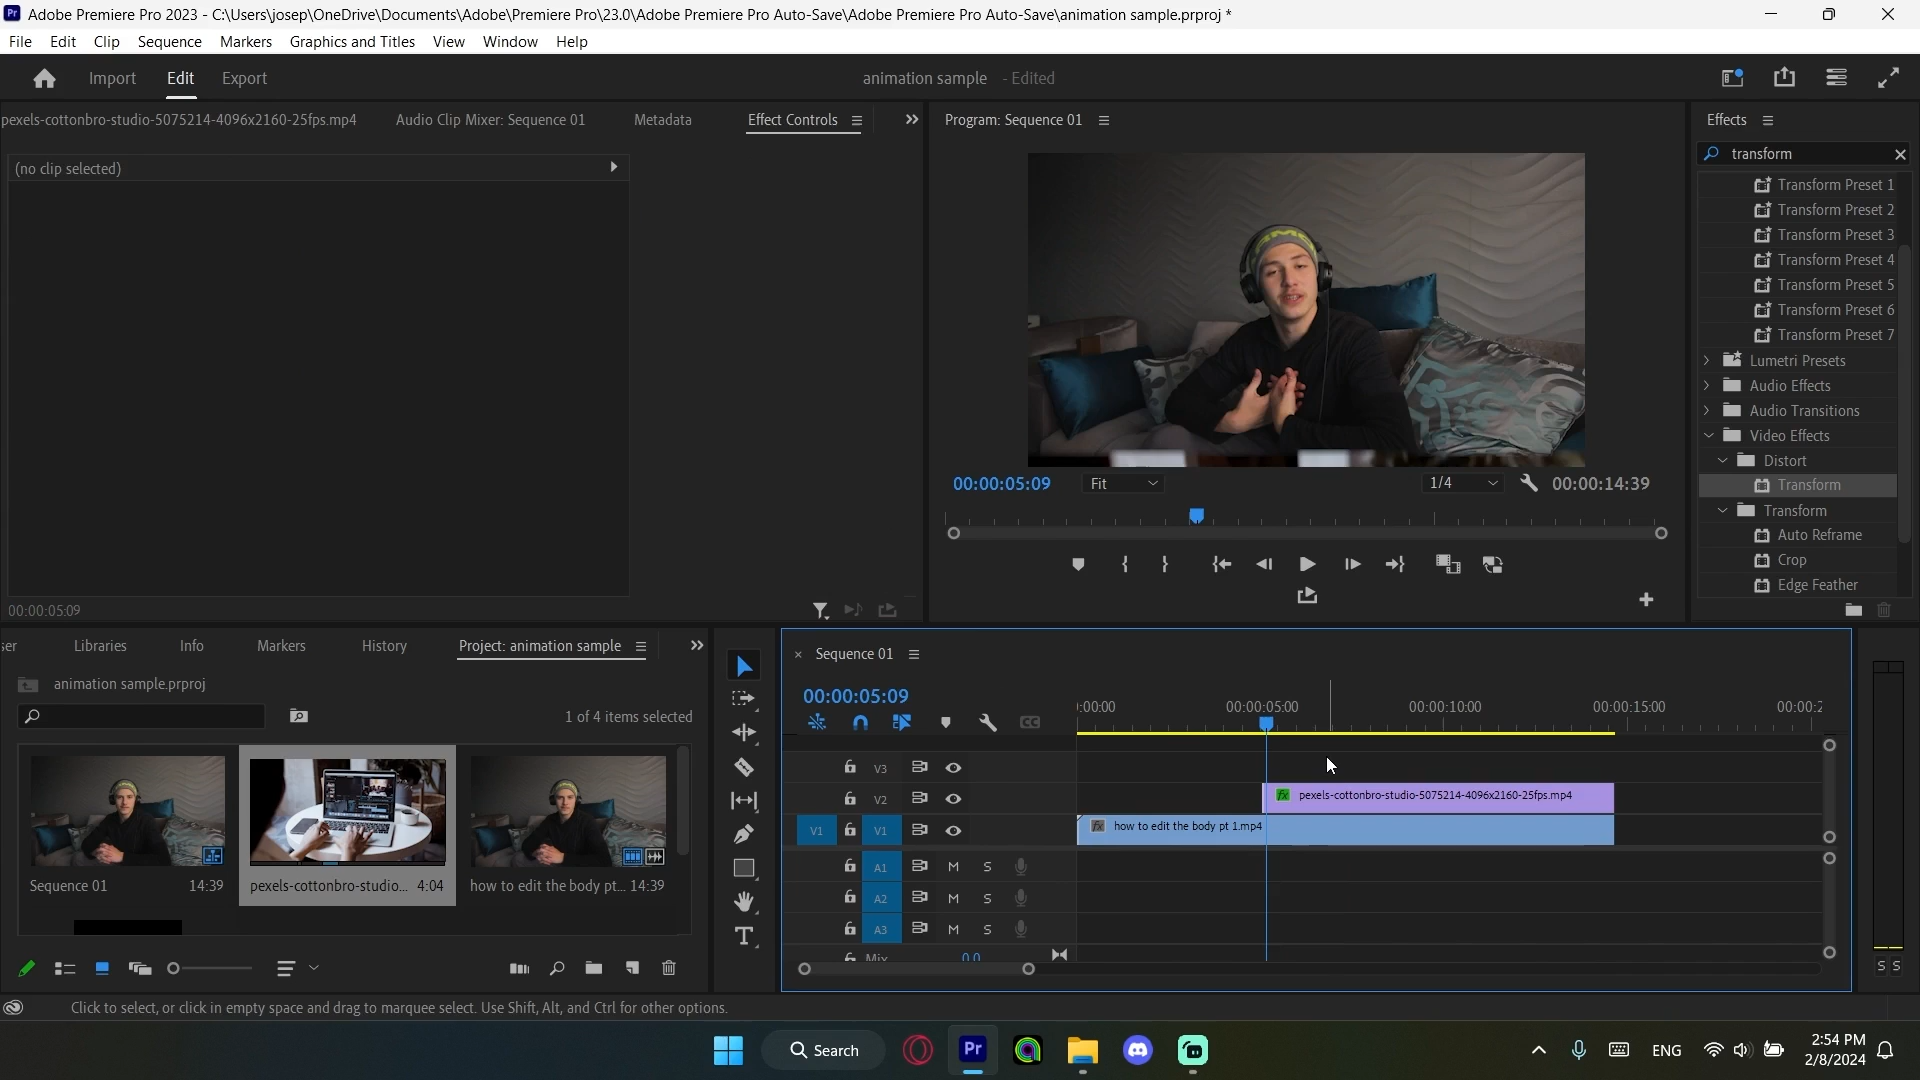 Adobe Premiere Pro 2023 - C:\Users\josep\OneDrive\Documents\Adobe\Premiere Pro\23.0\Adobe Premiere Pro Auto-Save\Adobe Premiere Pro Auto-Save\animation sample.prproj *
File Edit Clip Sequence Markers Graphics and Titles View Window Help
Import Edit Export
animation sample - Edited
pexels-cottonbro-studio-5075214-4096x2160-25fps.mp4 Audio Clip Mixer: Sequence 01 Metadata Effect Controls
(no clip selected)
00:00:05:09
Program: Sequence 01
00:00:05:09 Fit 1/4 00:00:14:39
Effects
transform
Transform Preset 1
Transform Preset 2
Transform Preset 3
Transform Preset 4
Transform Preset 5
Transform Preset 6
Transform Preset 7
Lumetri Presets
Audio Effects
Audio Transitions
Video Effects
Distort
Transform
Transform
Auto Reframe
Crop
Edge Feather
ser Libraries Info Markers History Project: animation sample
animation sample.prproj
1 of 4 items selected
Sequence 01 14:39
pexels-cottonbro-studio... 4:04
how to edit the body pt... 14:39
Sequence 01
00:00:05:09
:00:00 00:00:05:00 00:00:10:00 00:00:15:00 00:00:2
V3
V2 pexels-cottonbro-studio-5075214-4096x2160-25fps.mp4
V1 V1 how to edit the body pt 1.mp4
A1 M S
A2 M S
A3 M S
Mix 0.0
S S
Click to select, or click in empty space and drag to marquee select. Use Shift, Alt, and Ctrl for other options.
Search
ENG
2:54 PM
2/8/2024